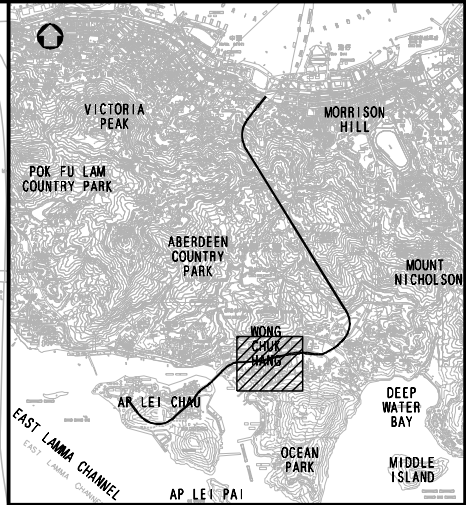 VICTORIA
PEAK
MORRISON
HILL
POK FU LAM
COUNTRY PARK
ABERDEEN
COUNTRY
PARK
MOUNT
NICHOLSON
WONG
CHUK
HANG
AP LEI CHAU
DEEP
WATER
BAY
EAST LAMMA CHANNEL
EAST LAMMA CHANNEL
OCEAN
PARK
MIDDLE
ISLAND
AP LEI PAI